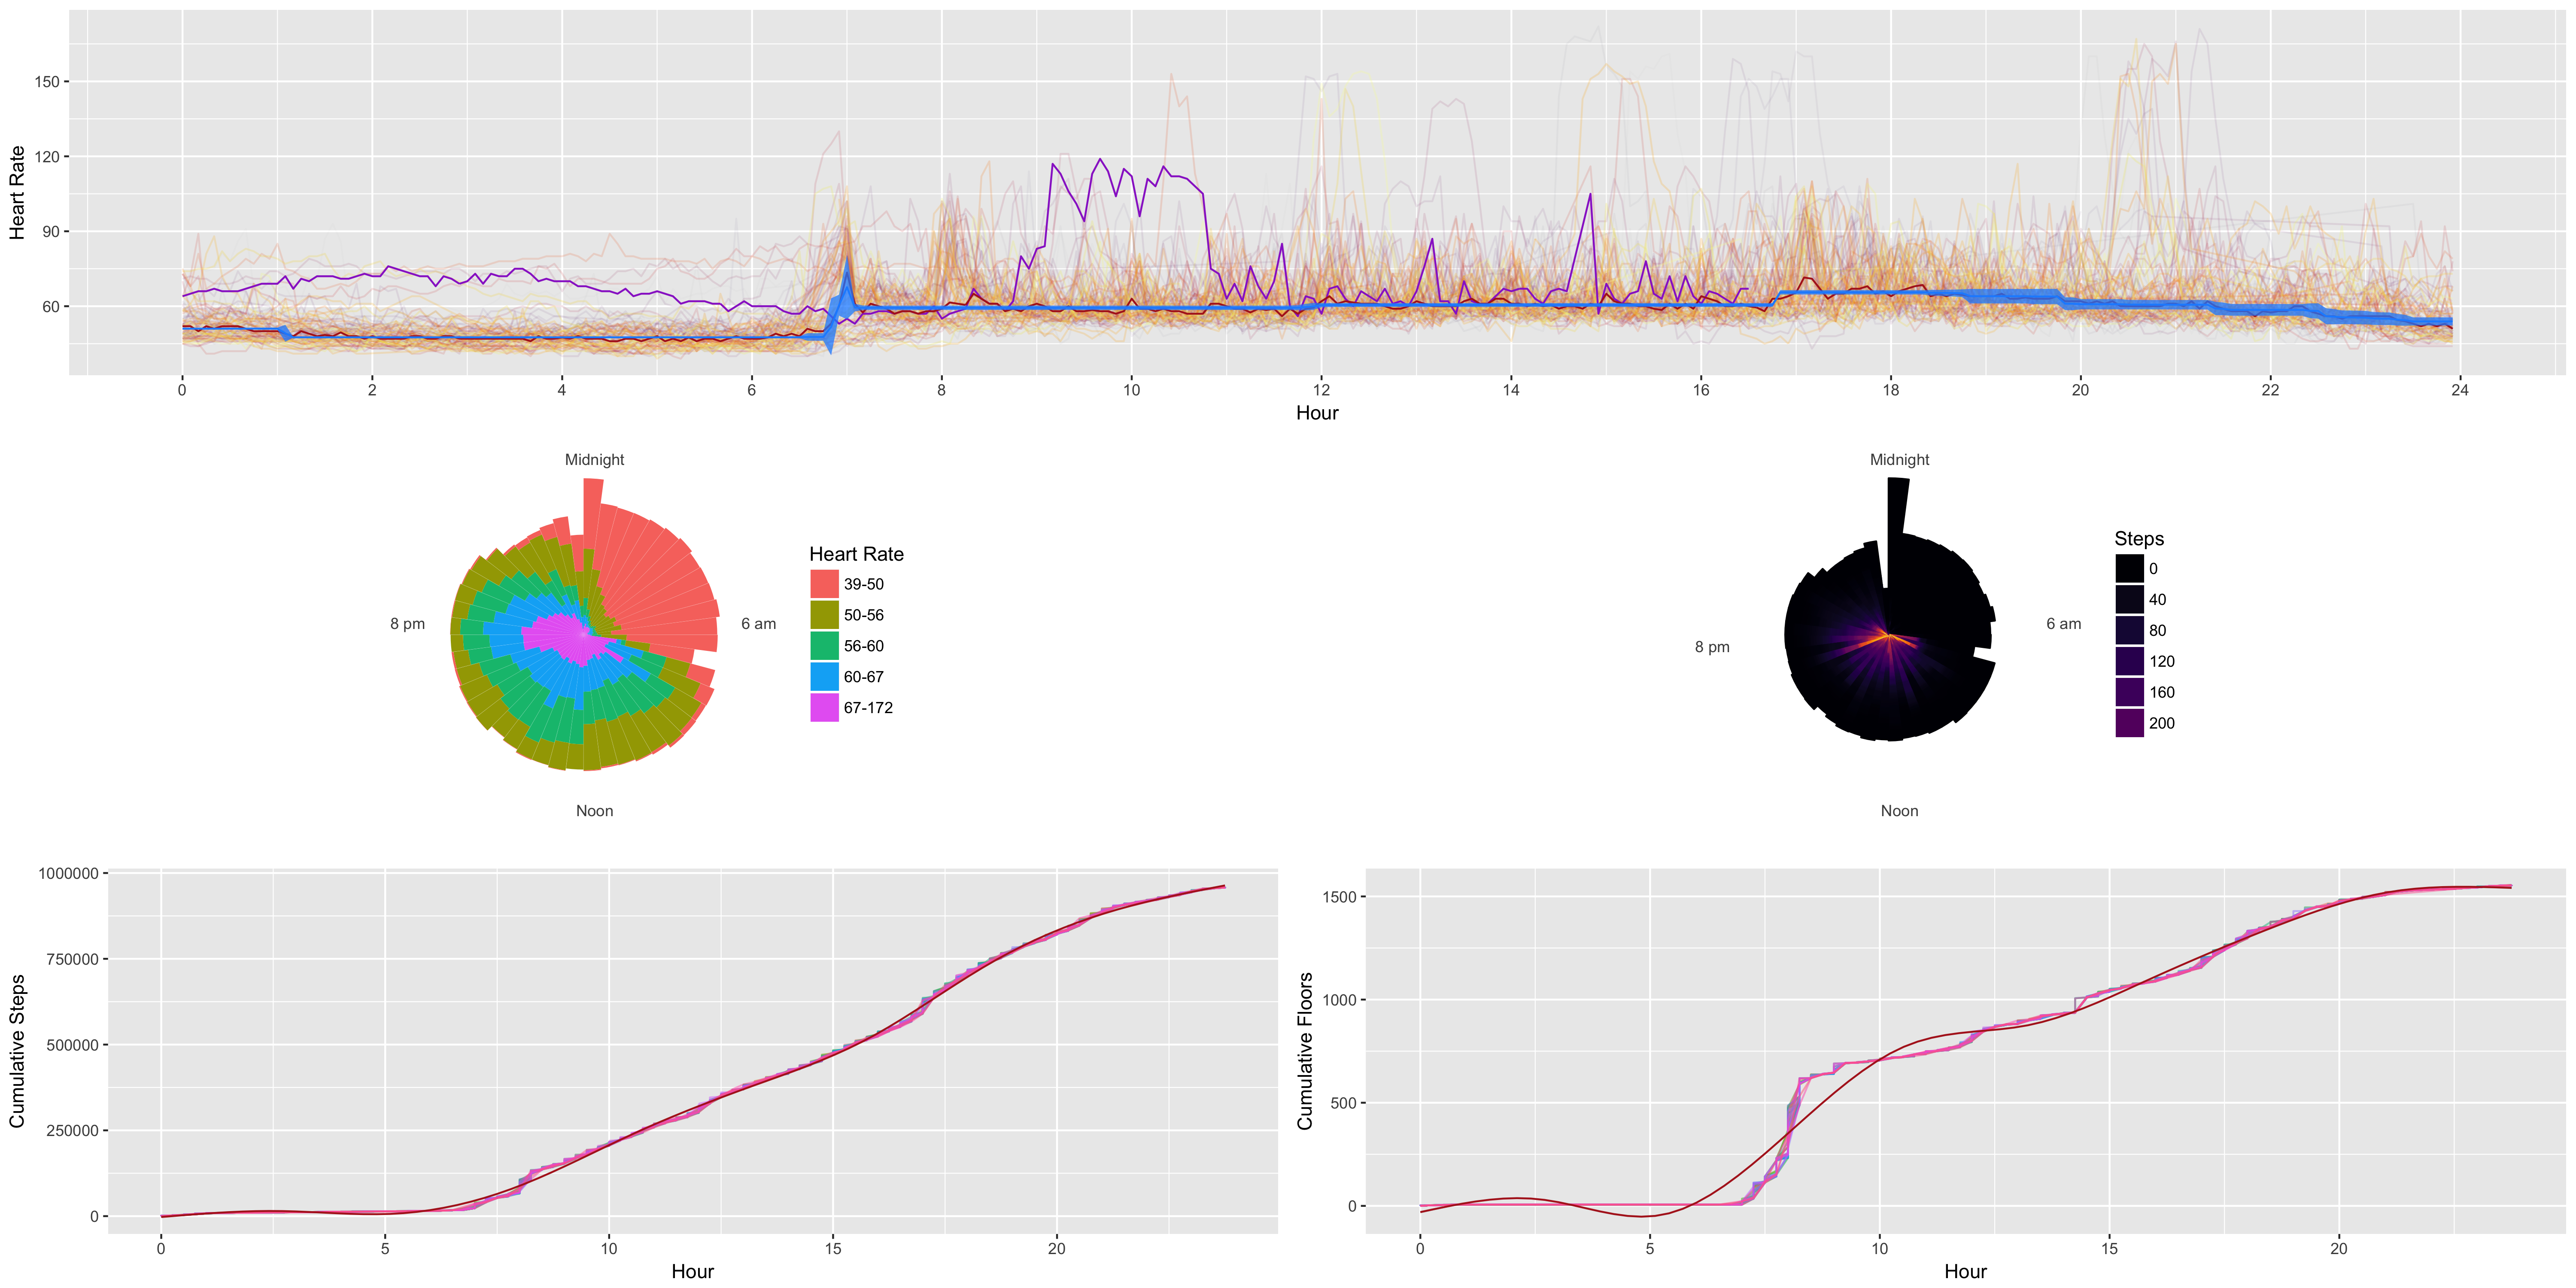 150
120
90
60
Heart Rate
0 2 4 6 8 10 12 14 16 18 20 22 24
Hour
Midnight
8 pm
6 am
Noon
Heart Rate
39-50
50-56
56-60
60-67
67-172
Midnight
8 pm
6 am
Noon
Steps
0
40
80
120
160
200
1000000
750000
500000
250000
0
Cumulative Steps
0 5 10 15 20
Hour
1500
1000
500
0
Cumulative Floors
0 5 10 15 20
Hour